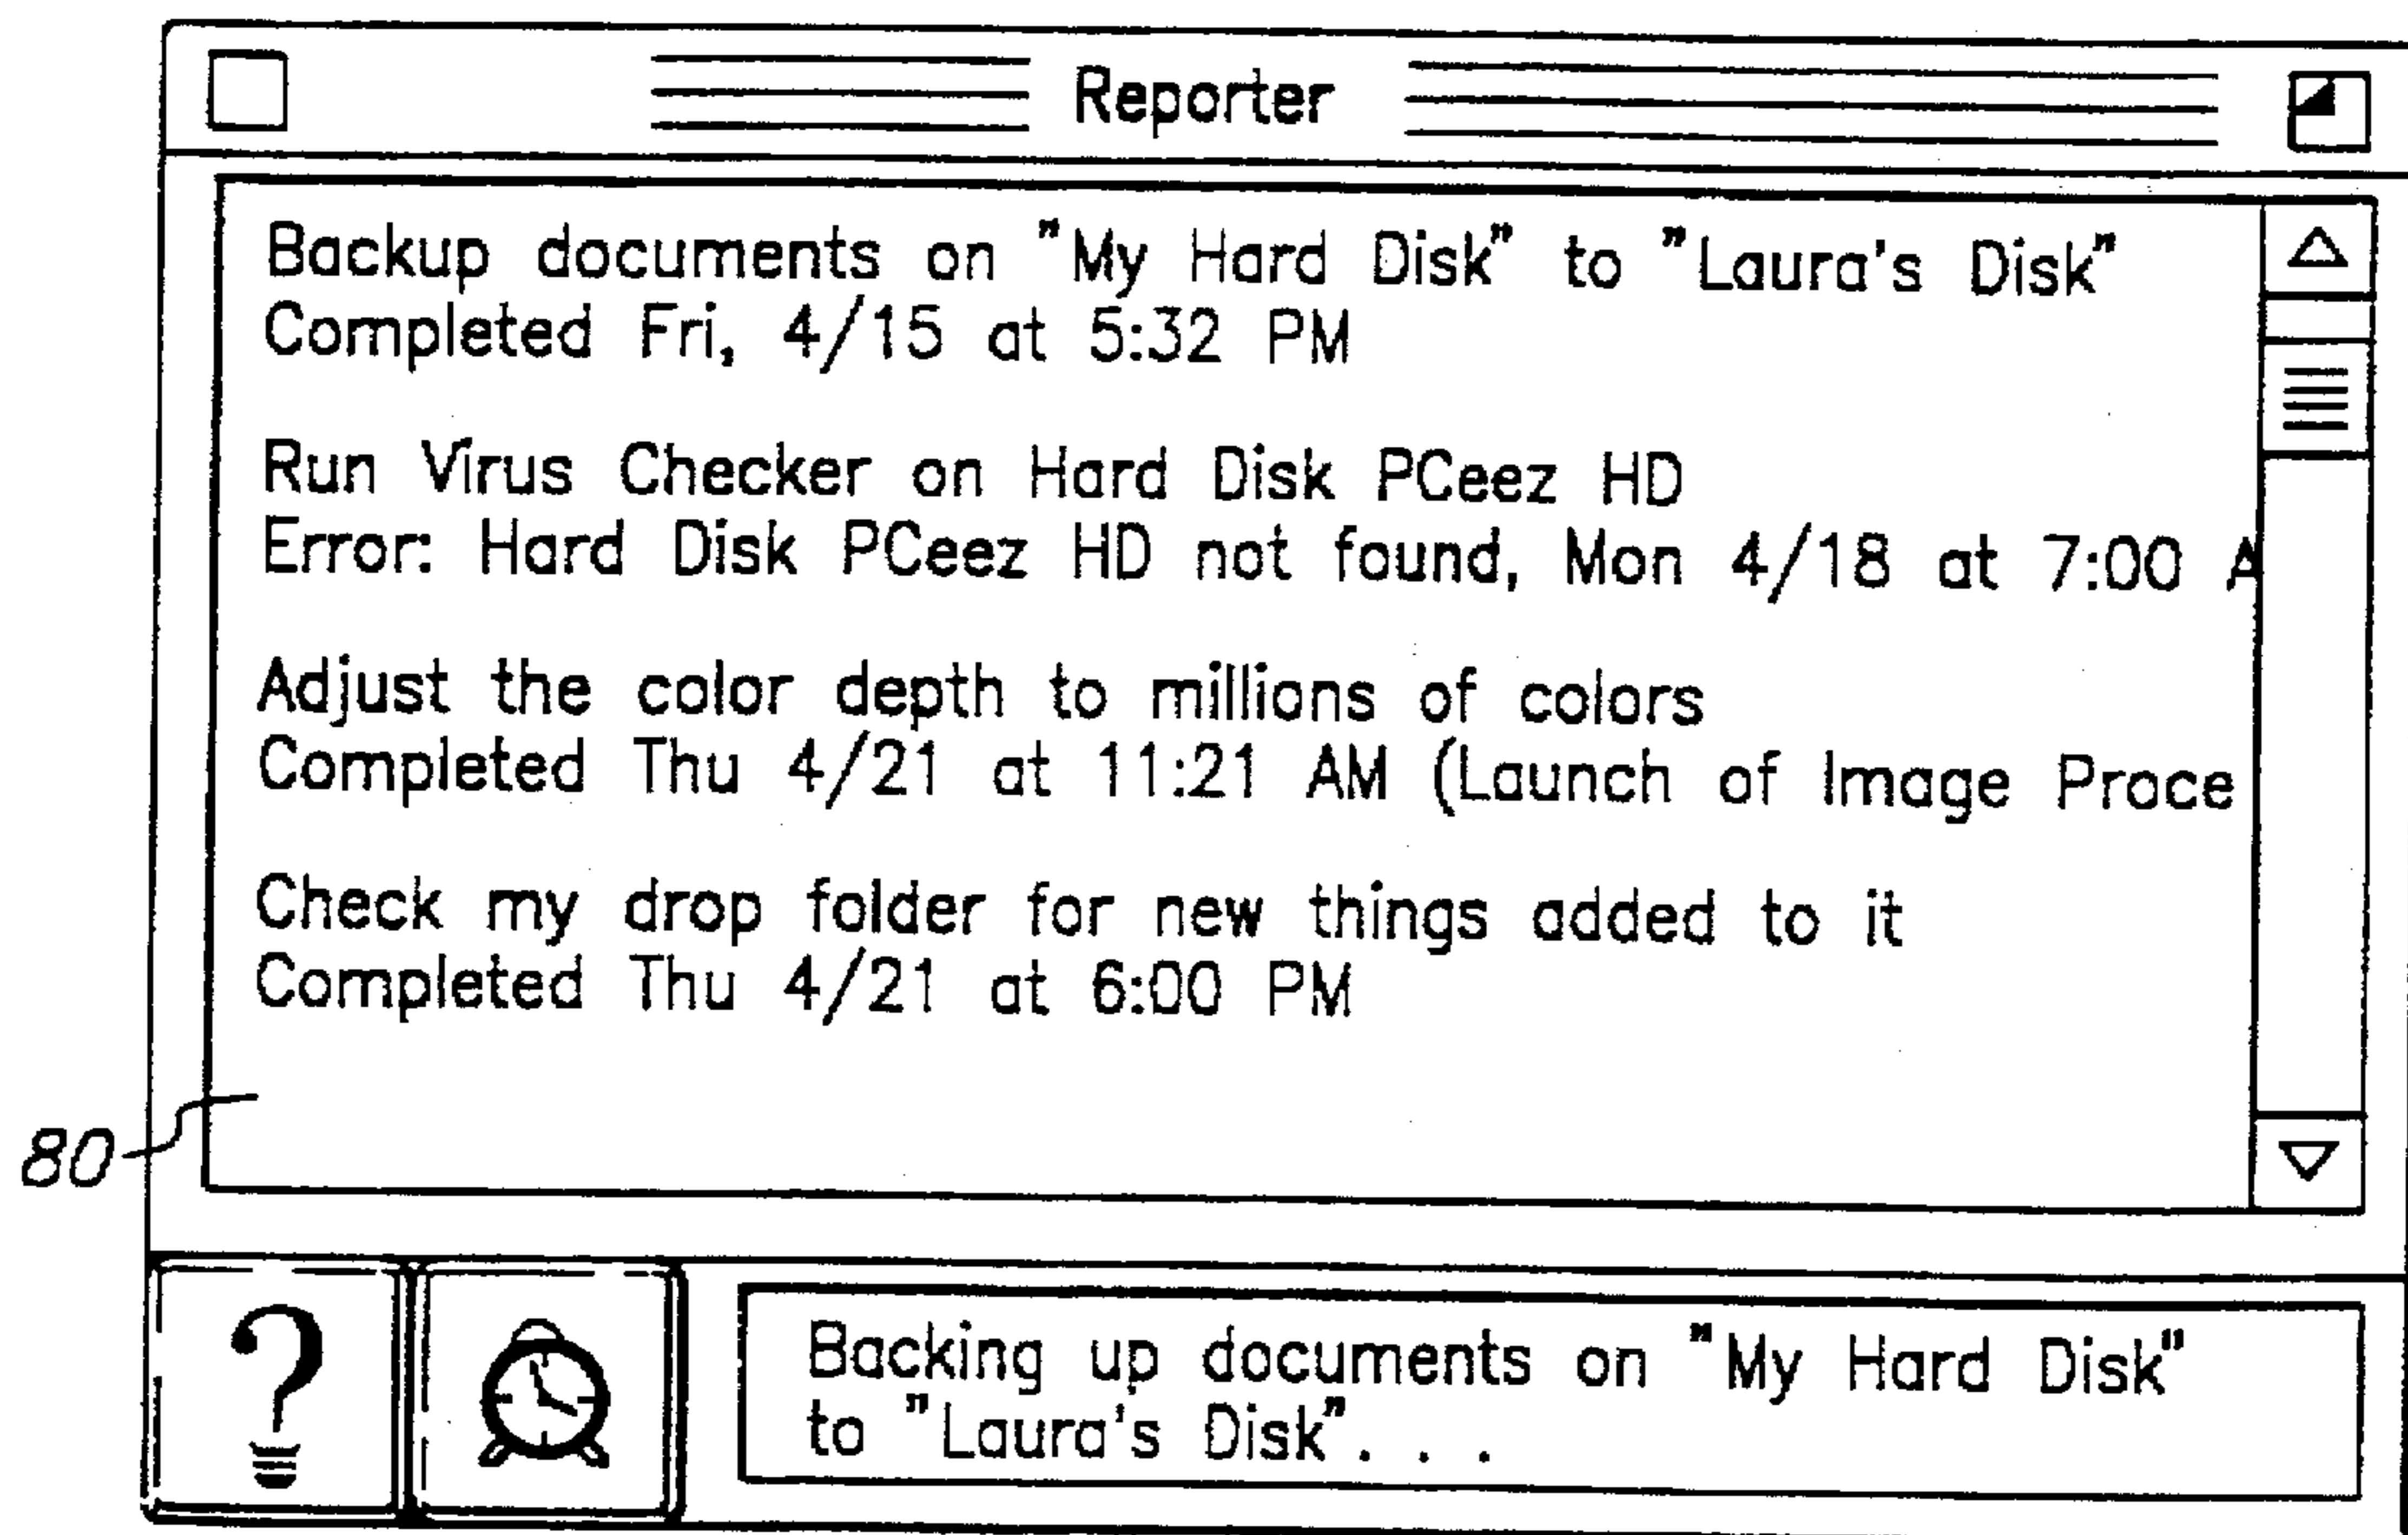 Reporter
Backup documents on "My Hard Disk" to "Laura's Disk"
Completed Fri, 4/15 at 5:32 PM
Run Virus Checker on Hard Disk PCeez HD
Error: Hard Disk PCeez HD not found, Mon 4/18 at 7:00 A
Adjust the color depth to millions of colors
Completed Thu 4/21 at 11:21 AM (Launch of Image Proce
Check my drop folder for new things added to it
Completed Thu 4/21 at 6:00 PM
80
?
Backing up documents on "My Hard Disk"
to "Laura's Disk". . .